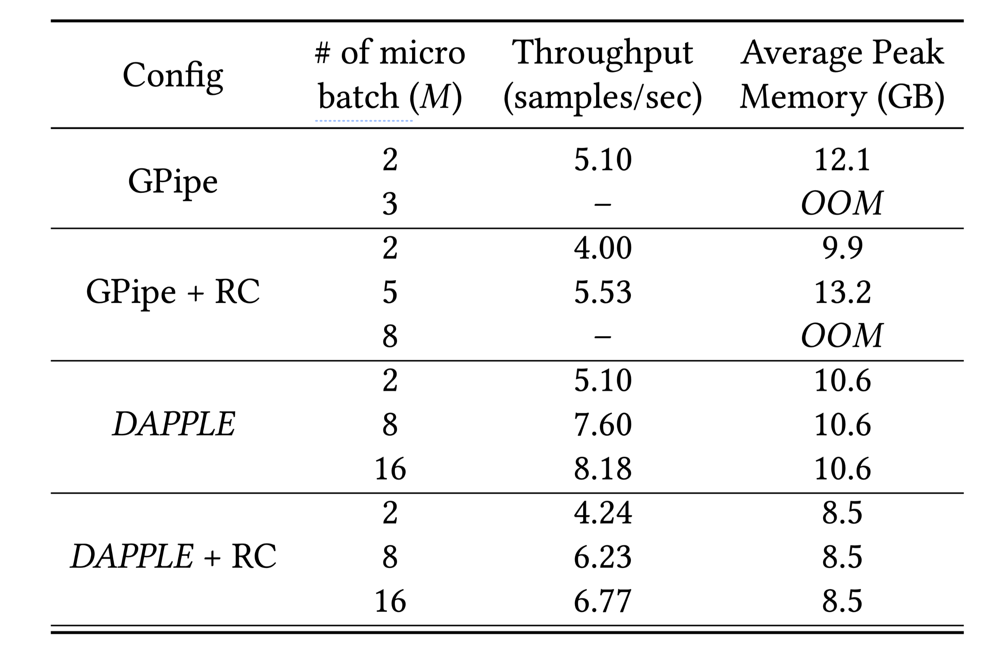 Config # of micro batch (M) Throughput (samples/sec) Average Peak Memory (GB)
GPipe 2 5.10 12.1
3 – OOM
GPipe + RC 2 4.00 9.9
5 5.53 13.2
8 – OOM
DAPPLE 2 5.10 10.6
8 7.60 10.6
16 8.18 10.6
DAPPLE + RC 2 4.24 8.5
8 6.23 8.5
16 6.77 8.5